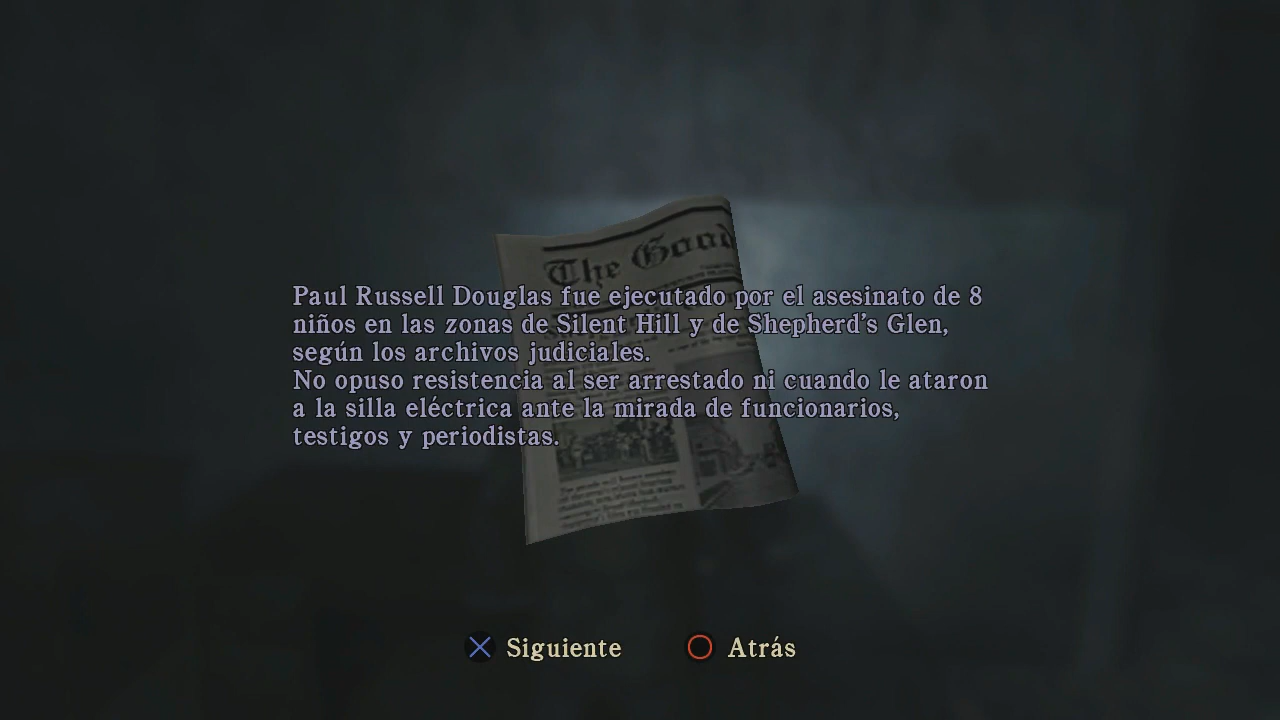 The Good
Paul Russell Douglas fue ejecutado por el asesinato de 8
niños en las zonas de Silent Hill y de Shepherd's Glen,
según los archivos judiciales.
No opuso resistencia al ser arrestado ni cuando le ataron
a la silla eléctrica ante la mirada de funcionarios,
testigos y periodistas.
Siguiente
Atrás